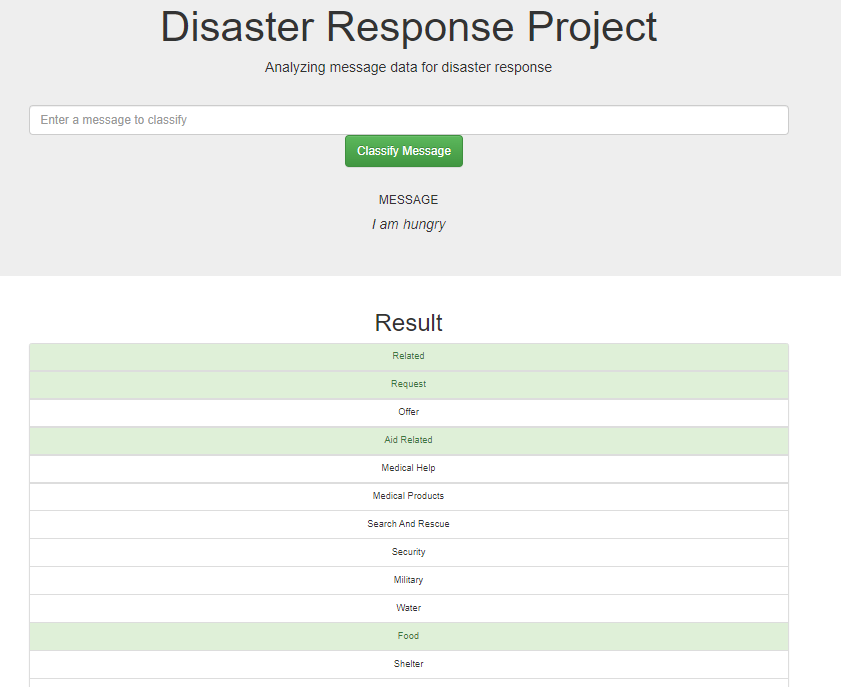 Disaster Response Project
Analyzing message data for disaster response
Enter a message to classify
Classify Message
MESSAGE
I am hungry
Result
Related
Request
Offer
Aid Related
Medical Help
Medical Products
Search And Rescue
Security
Military
Water
Food
Shelter